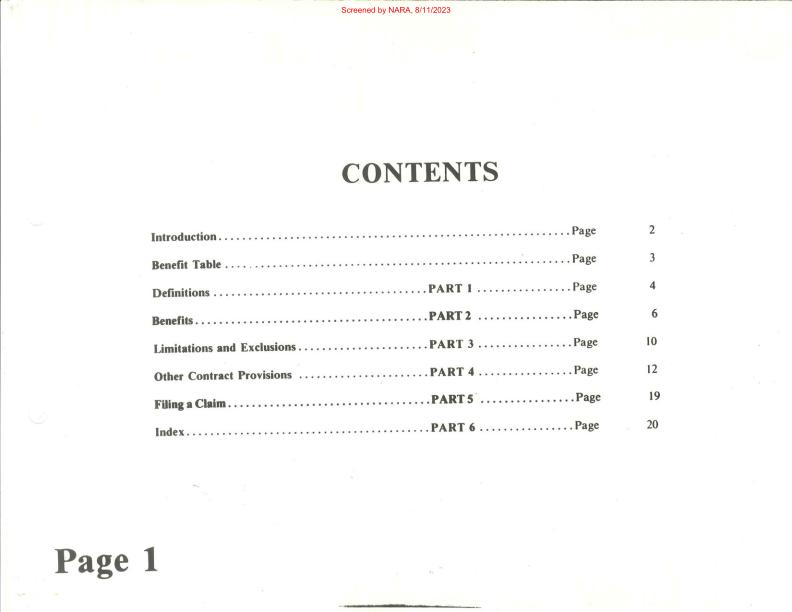 Screened by NARA, 8/11/2023
CONTENTS
Introduction............................................................Page 2
Benefit Table ...........................................................Page 3
Definitions ....................................PART 1 ................Page 4
Benefits.......................................PART 2 ................Page 6
Limitations and Exclusions......................PART 3 ................Page 10
Other Contract Provisions ......................PART 4 ................Page 12
Filing a Claim..................................PART 5 ................Page 19
Index.........................................PART 6 ................Page 20
Page 1